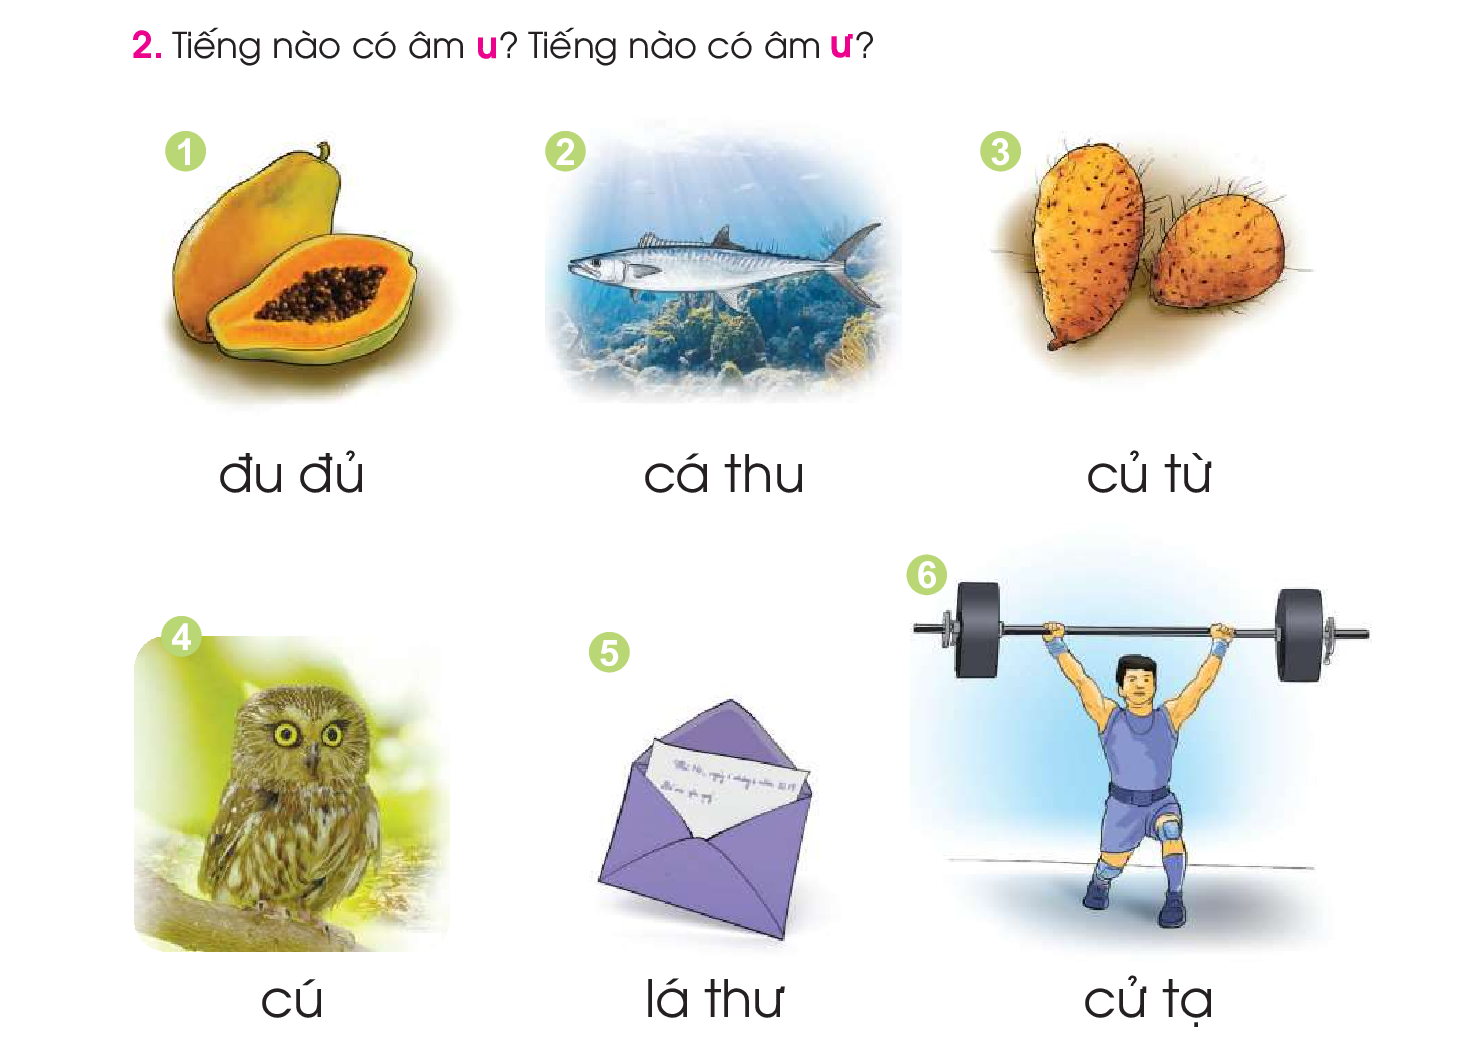 2. Tiếng nào có âm u? Tiếng nào có âm ư?
1
2
3
đu đủ
cá thu
củ từ
4
5
6
cú
lá thư
cử tạ